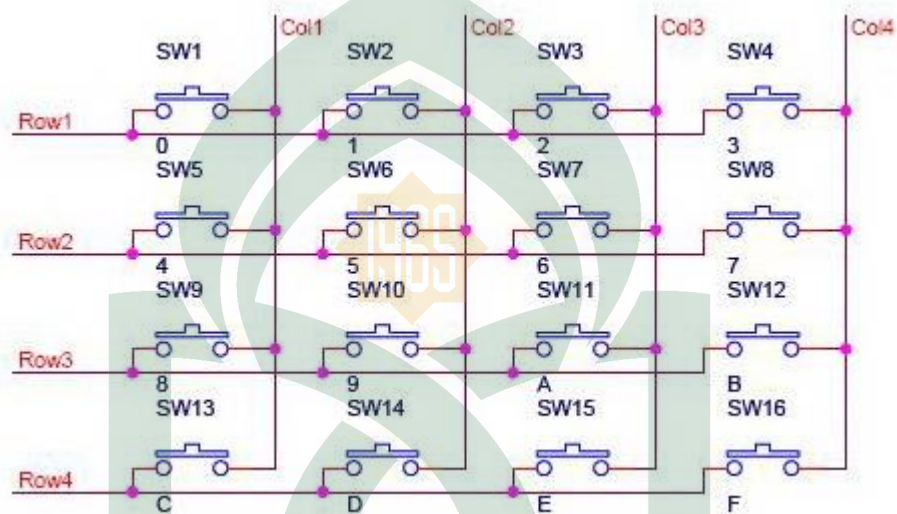 Col1 Col2 Col3 Col4
SW1 SW2 SW3 SW4
Row1
0 1 2 3
SW5 SW6 SW7 SW8
Row2
4 5 6 7
SW9 SW10 SW11 SW12
Row3
8 9 A B
SW13 SW14 SW15 SW16
Row4
C D E F